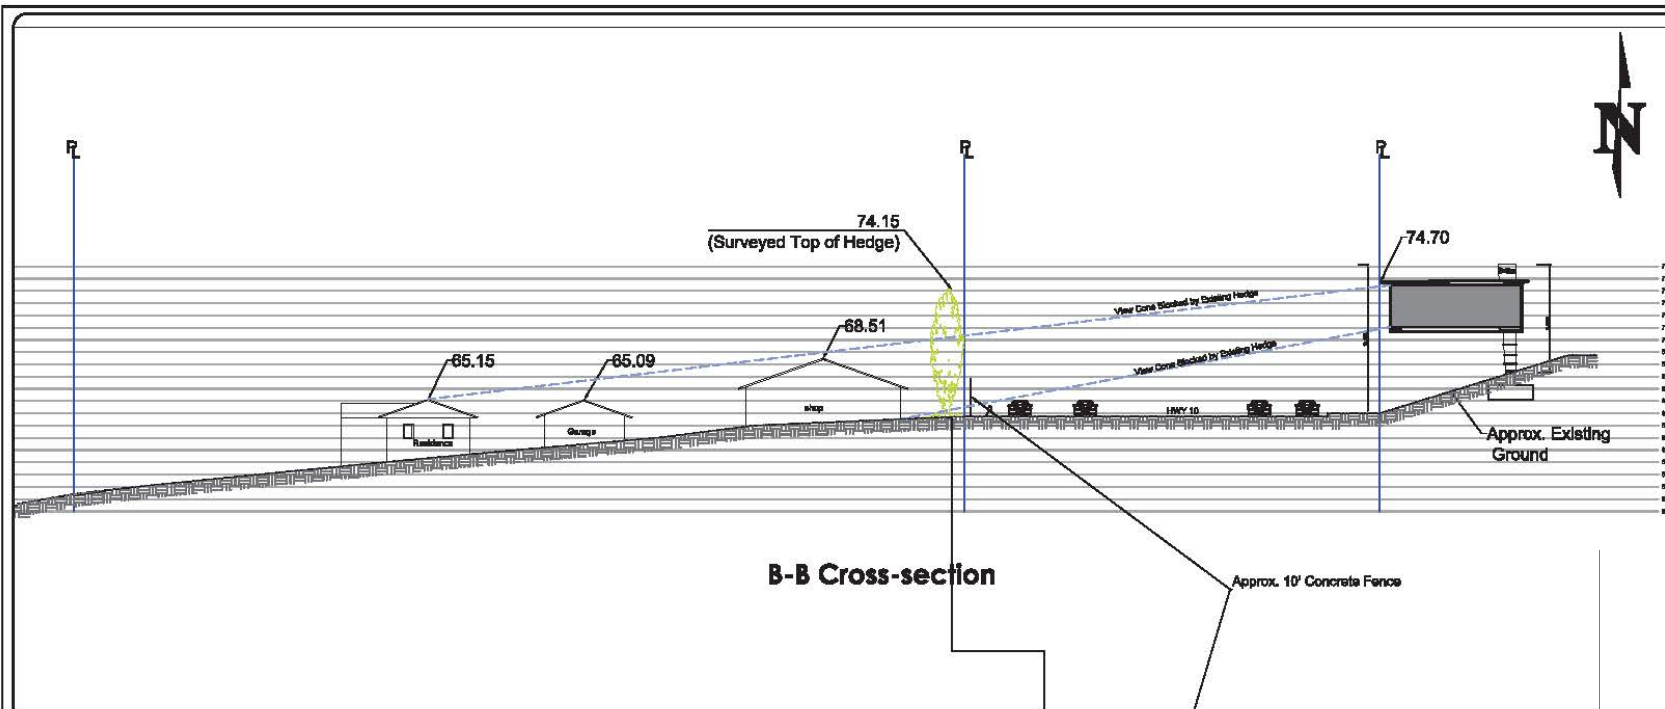 N
PL
PL
PL
74.15
(Surveyed Top of Hedge)
74.70
View Cone Blocked by Existing Hedge
68.51
65.15
65.09
View Cone Blocked by Existing Hedge
shop
HWY 10
Garage
Residence
Approx. Existing
Ground
B-B Cross-section
Approx. 10' Concrete Fence